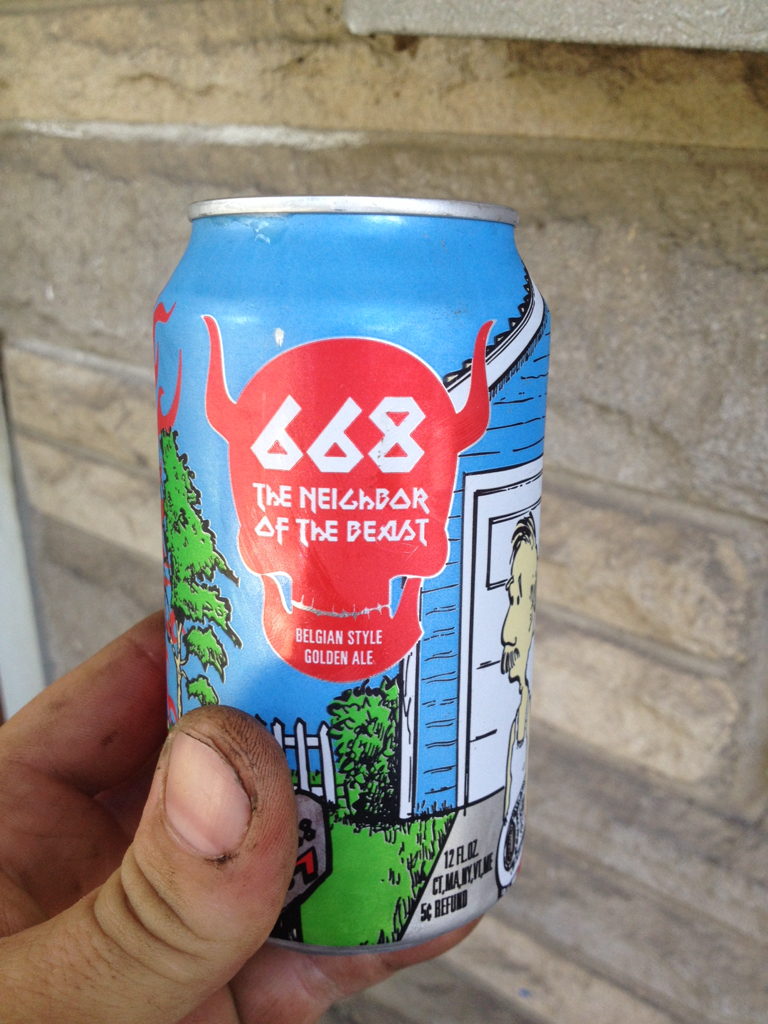 668
THE NEIGHBOR
OF THE BEAST
BELGIAN STYLE
GOLDEN ALE
8
12 FL.OZ.
CT,MA,NY,VT,ME
5¢ REFUND